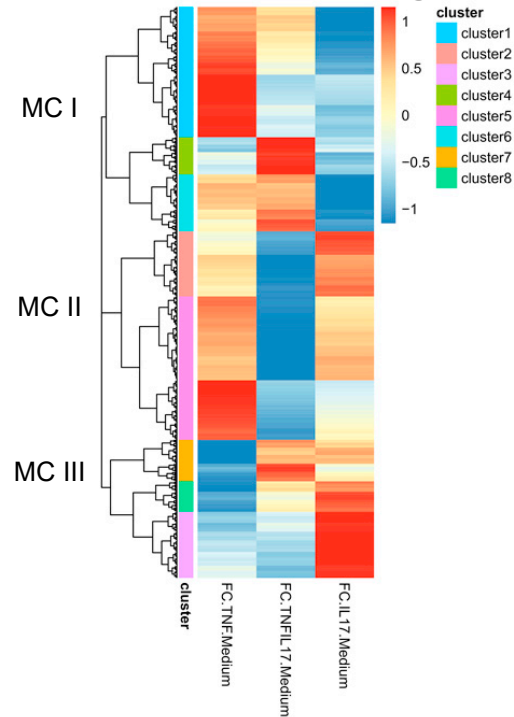 MC I
MC II
MC III
1
0.5
0
−0.5
−1
cluster
cluster1
cluster2
cluster3
cluster4
cluster5
cluster6
cluster7
cluster8
cluster
FC.TNF.Medium
FC.TNFIL17.Medium
FC.IL17.Medium